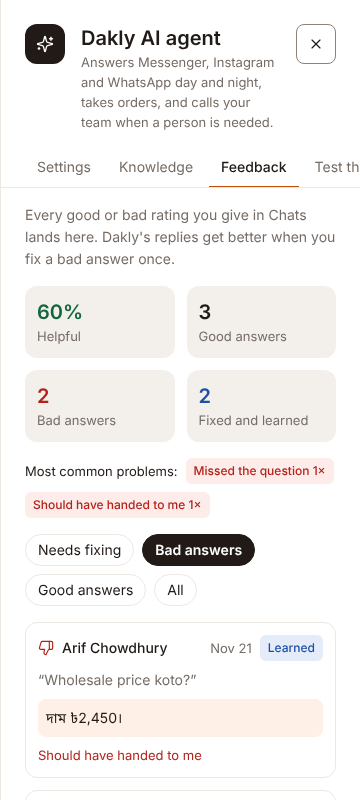 Dakly AI agent
Answers Messenger, Instagram
and WhatsApp day and night,
takes orders, and calls your
team when a person is needed.
Settings Knowledge Feedback Test th
Every good or bad rating you give in Chats
lands here. Dakly's replies get better when you
fix a bad answer once.
60% 3
Helpful Good answers
2 2
Bad answers Fixed and learned
Most common problems: Missed the question 1×
Should have handed to me 1×
Needs fixing Bad answers
Good answers All
Arif Chowdhury Nov 21 Learned
“Wholesale price koto?”
দাম ৳2,450।
Should have handed to me